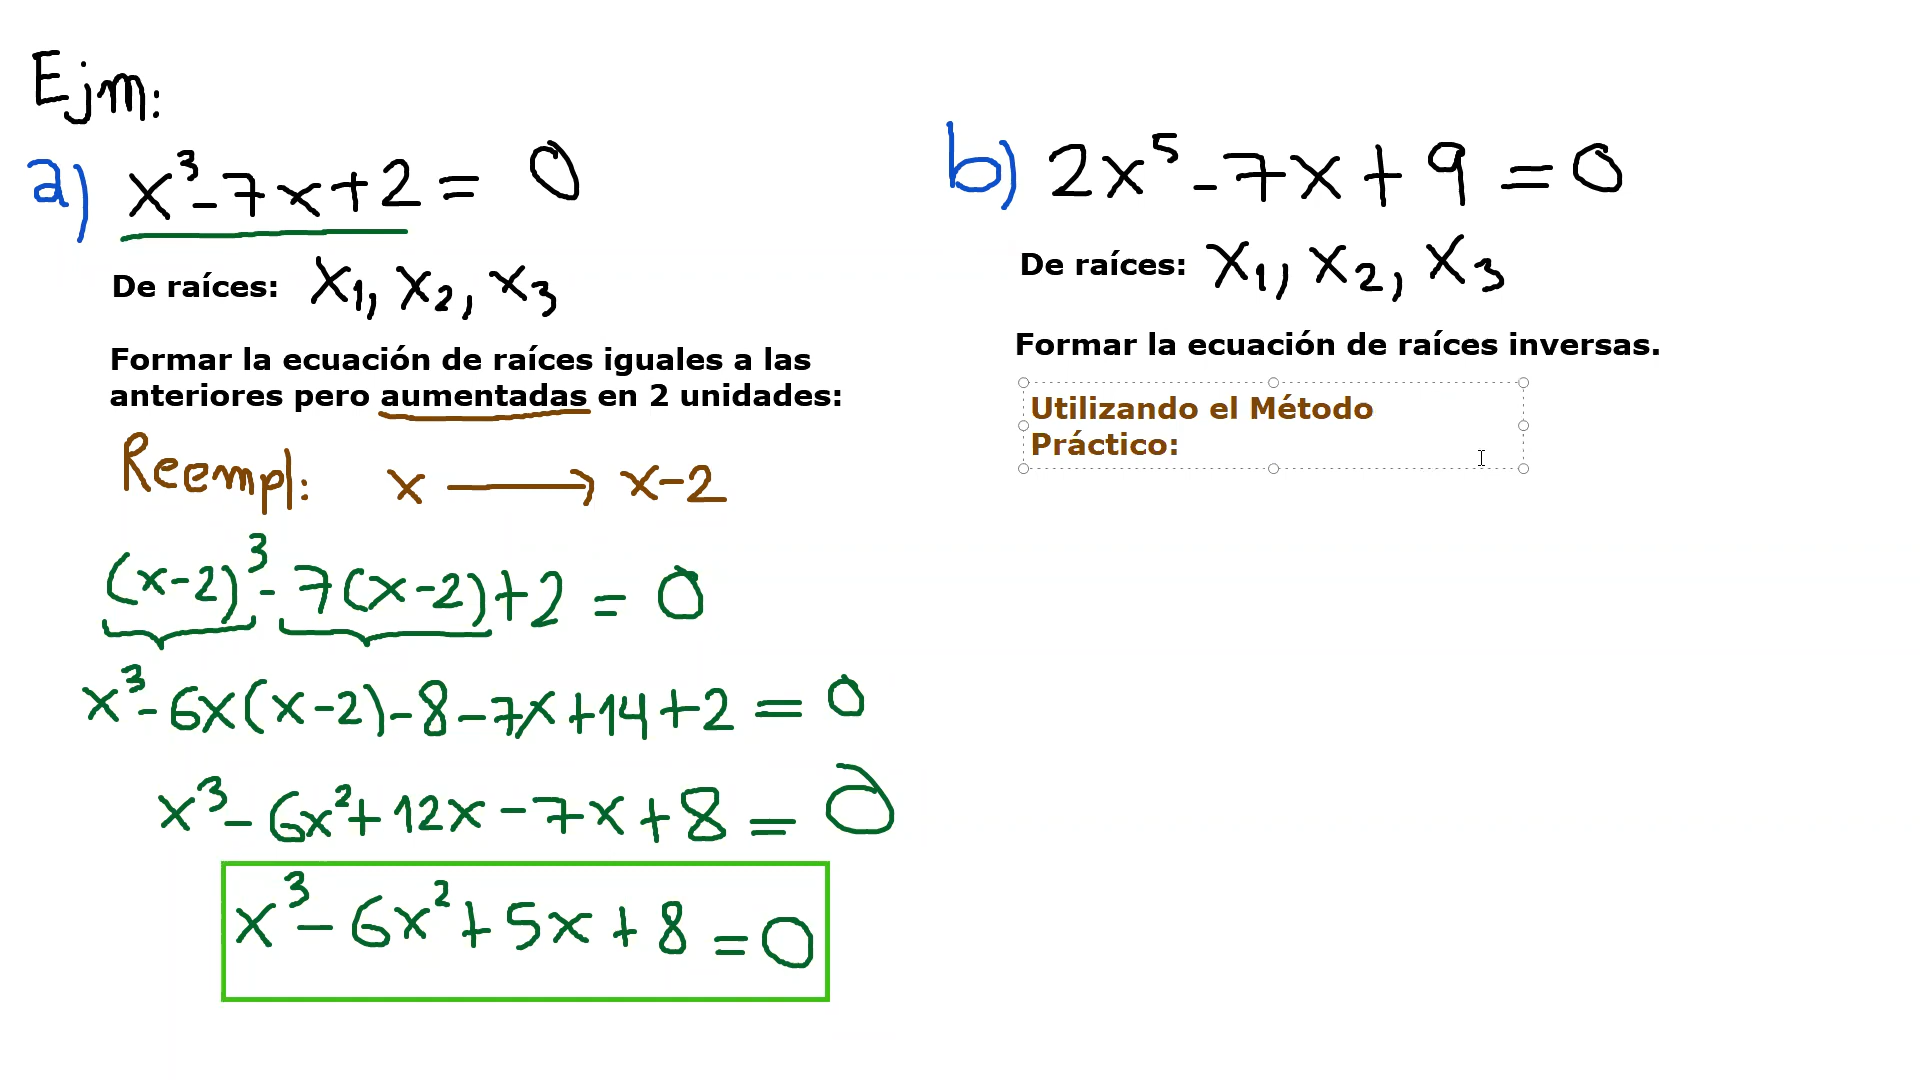 Ejm:
a) x³-7x+2= 0
De raíces: x₁, x₂, x₃
Formar la ecuación de raíces iguales a las
anteriores pero aumentadas en 2 unidades:
Reempl: x → x-2
(x-2)³-7(x-2)+2 = 0
x³-6x(x-2)-8-7x+14+2=0
x³-6x²+12x-7x+8=0
x³-6x²+5x+8=0
b) 2x⁵-7x+9=0
De raíces: x₁, x₂, x₃
Formar la ecuación de raíces inversas.
Utilizando el Método
Práctico: